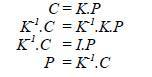 C = K.P
K⁻¹.C = K⁻¹.K.P
K⁻¹.C = I.P
P = K⁻¹.C